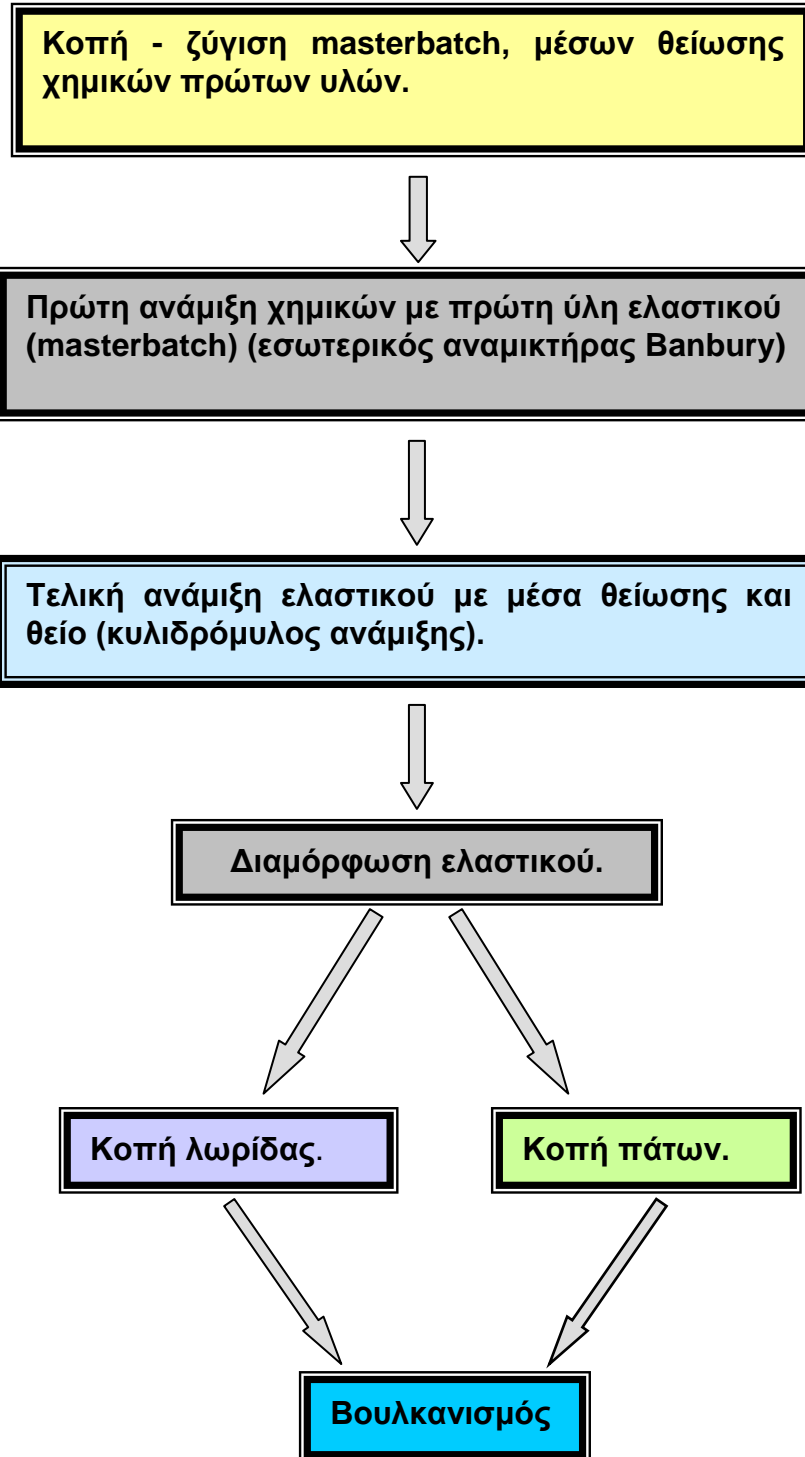 Κοπή - ζύγιση masterbatch, μέσων θείωσης
χημικών πρώτων υλών.
Πρώτη ανάμιξη χημικών με πρώτη ύλη ελαστικού
(masterbatch) (εσωτερικός αναμικτήρας Banbury)
Τελική ανάμιξη ελαστικού με μέσα θείωσης και
θείο (κυλιδρόμυλος ανάμιξης).
Διαμόρφωση ελαστικού.
Κοπή λωρίδας.
Κοπή πάτων.
Βουλκανισμός